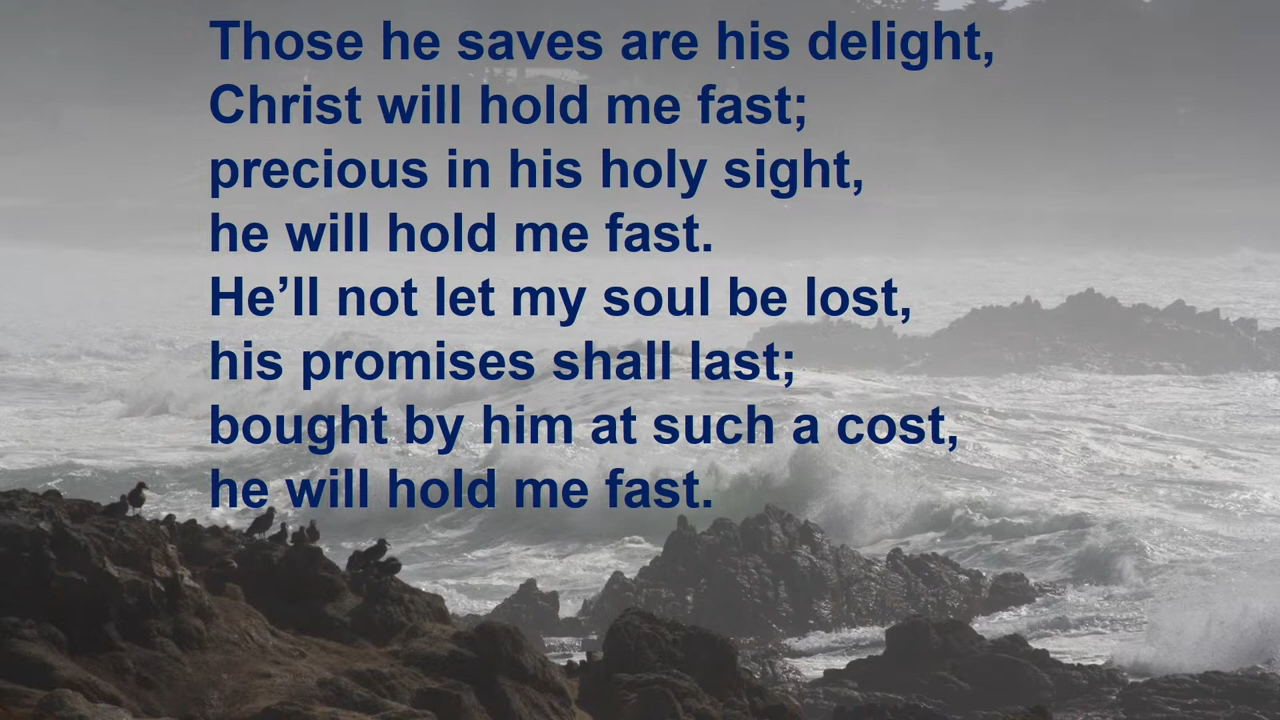 Those he saves are his delight,
Christ will hold me fast;
precious in his holy sight,
he will hold me fast.
He’ll not let my soul be lost,
his promises shall last;
bought by him at such a cost,
he will hold me fast.